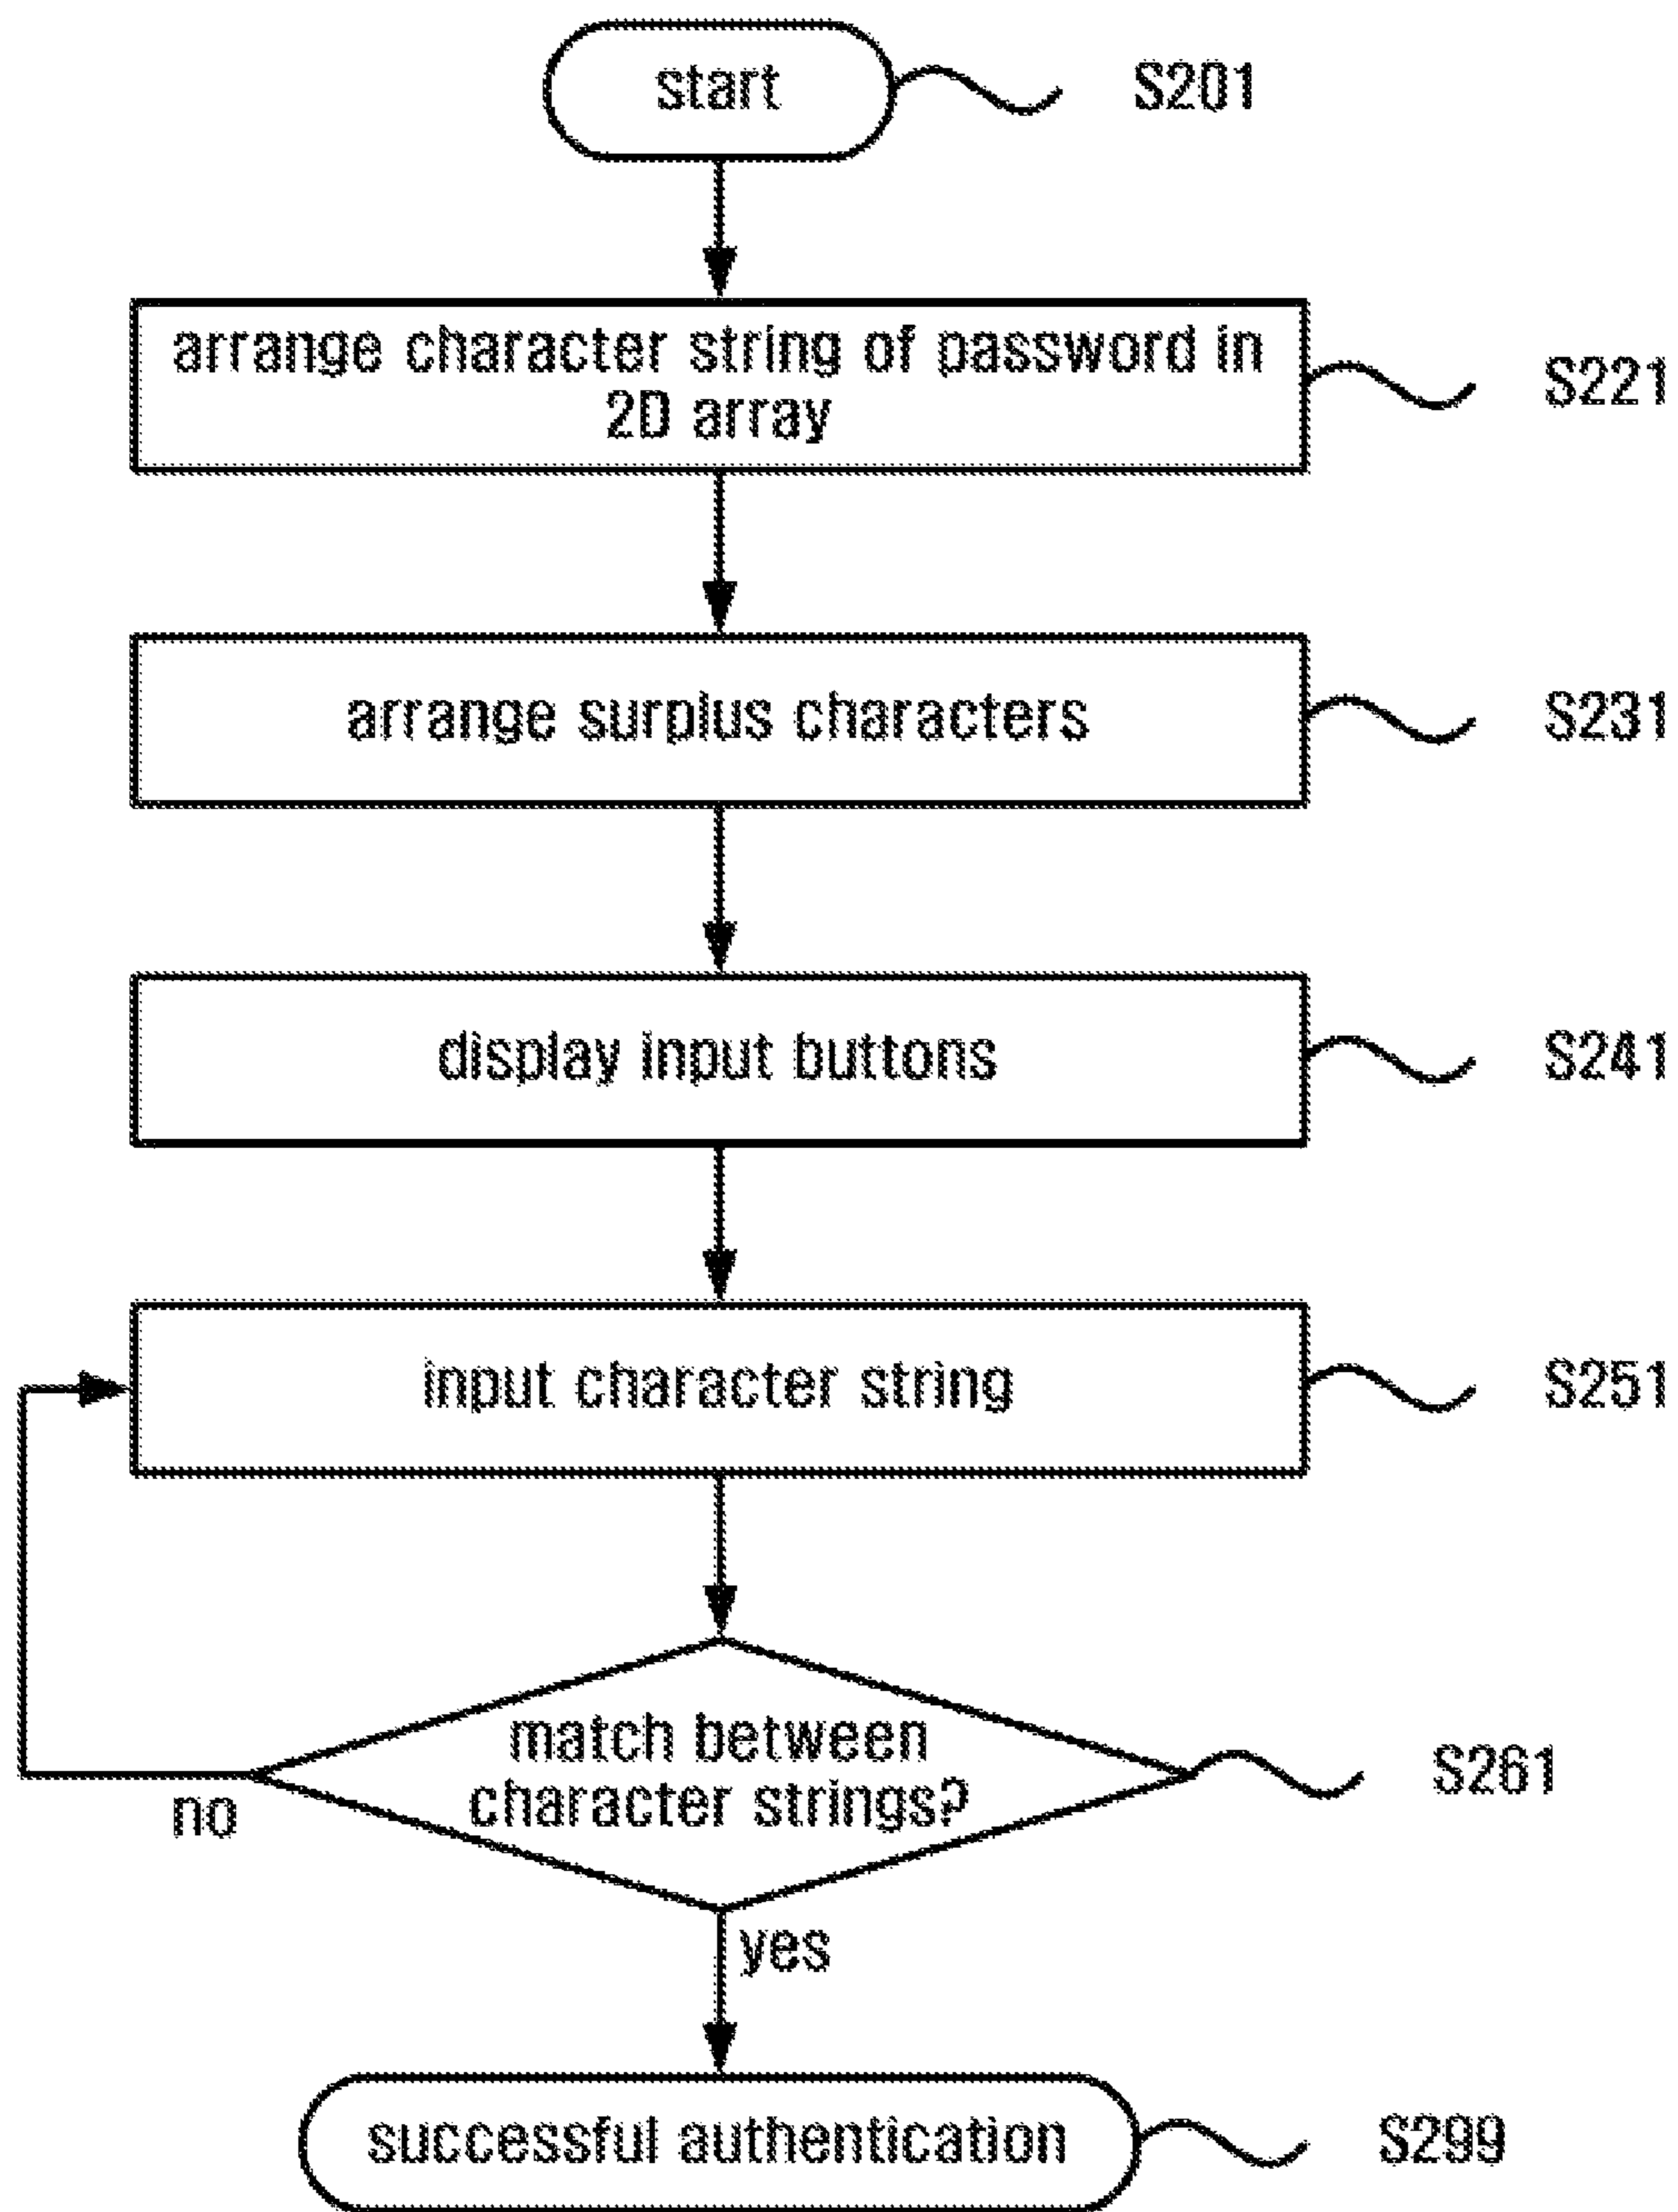 start
S201
arrange character string of password in
2D array
S221
arrange surplus characters
S231
display input buttons
S241
input character string
S251
match between
character strings?
S261
no
yes
successful authentication
S299